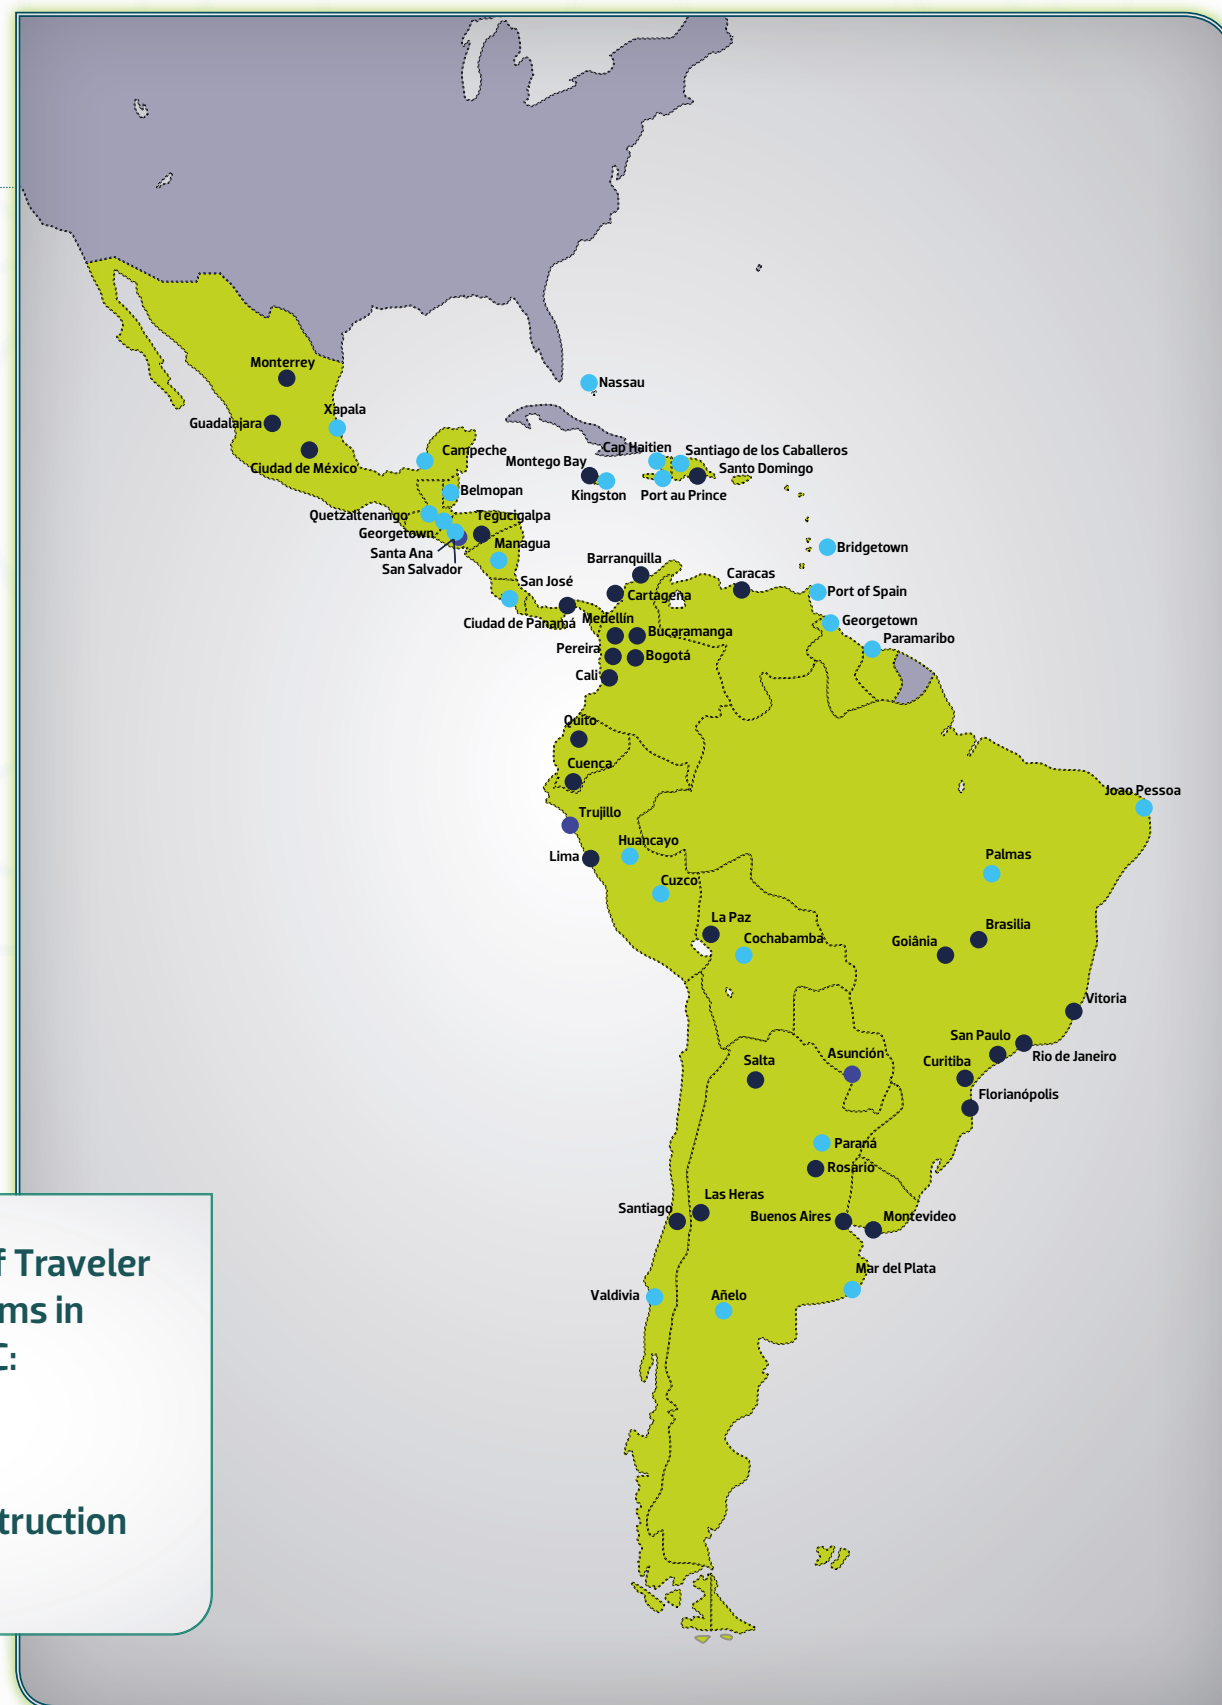 Monterrey
Nassau
Xapala
Guadalajara
Cap Haitien
Santiago de los Caballeros
Campeche
Montego Bay
Santo Domingo
Ciudad de México
Belmopan
Kingston
Port au Prince
Quetzaltenango
Tegucigalpa
Georgetown
Managua
Santa Ana
Bridgetown
San Salvador
Barranquilla
Caracas
San José
Cartagena
Port of Spain
Ciudad de Panamá
Medellín
Georgetown
Bucaramanga
Paramaribo
Pereira
Bogotá
Cali
Quito
Cuenca
Joao Pessoa
Trujillo
Huancayo
Lima
Palmas
Cuzco
La Paz
Brasilia
Cochabamba
Goiânia
Vitoria
San Paulo
Rio de Janeiro
Asunción
Salta
Curitiba
Florianópolis
Paraná
Rosario
Las Heras
Santiago
Buenos Aires
Montevideo
Mar del Plata
Valdivia
Añelo
f Traveler
ms in
C:
truction